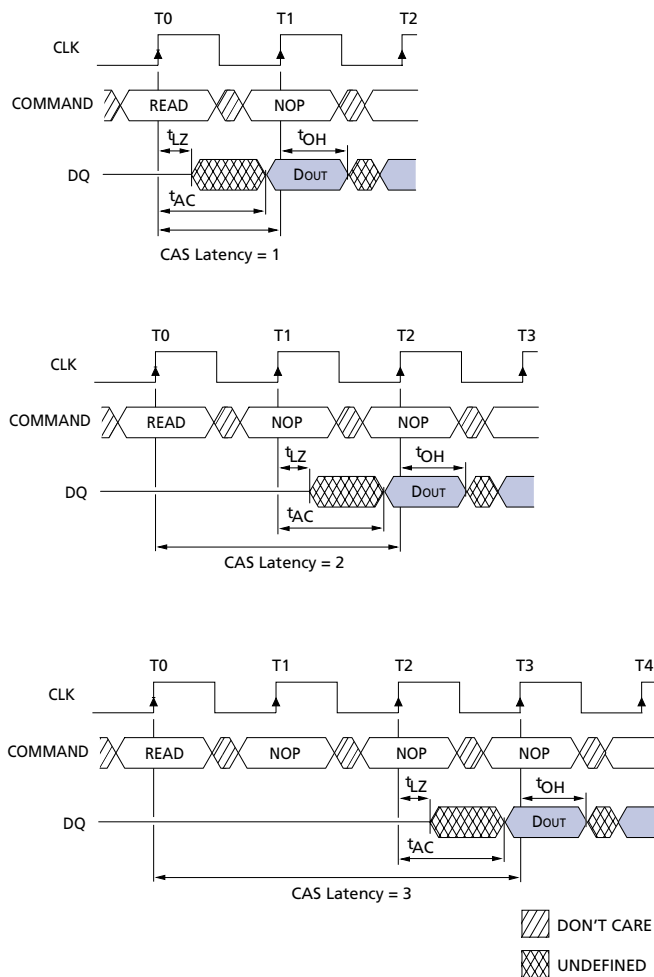 T0 T1 T2
CLK
COMMAND READ NOP
tLZ tOH
DQ DOUT
tAC
CAS Latency = 1
T0 T1 T2 T3
CLK
COMMAND READ NOP NOP
tLZ tOH
DQ DOUT
tAC
CAS Latency = 2
T0 T1 T2 T3 T4
CLK
COMMAND READ NOP NOP NOP
tLZ tOH
DQ DOUT
tAC
CAS Latency = 3
DON'T CARE
UNDEFINED